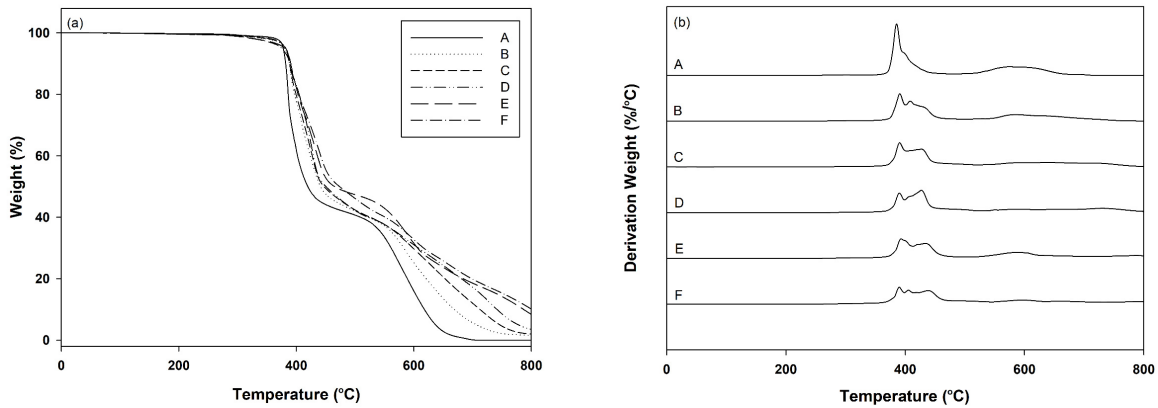 (a)
100
80
60
40
20
0
Weight (%)
A
B
C
D
E
F
0 200 400 600 800
Temperature (°C)
(b)
A
B
C
D
E
F
Derivation Weight (%/°C)
0 200 400 600 800
Temperature (°C)